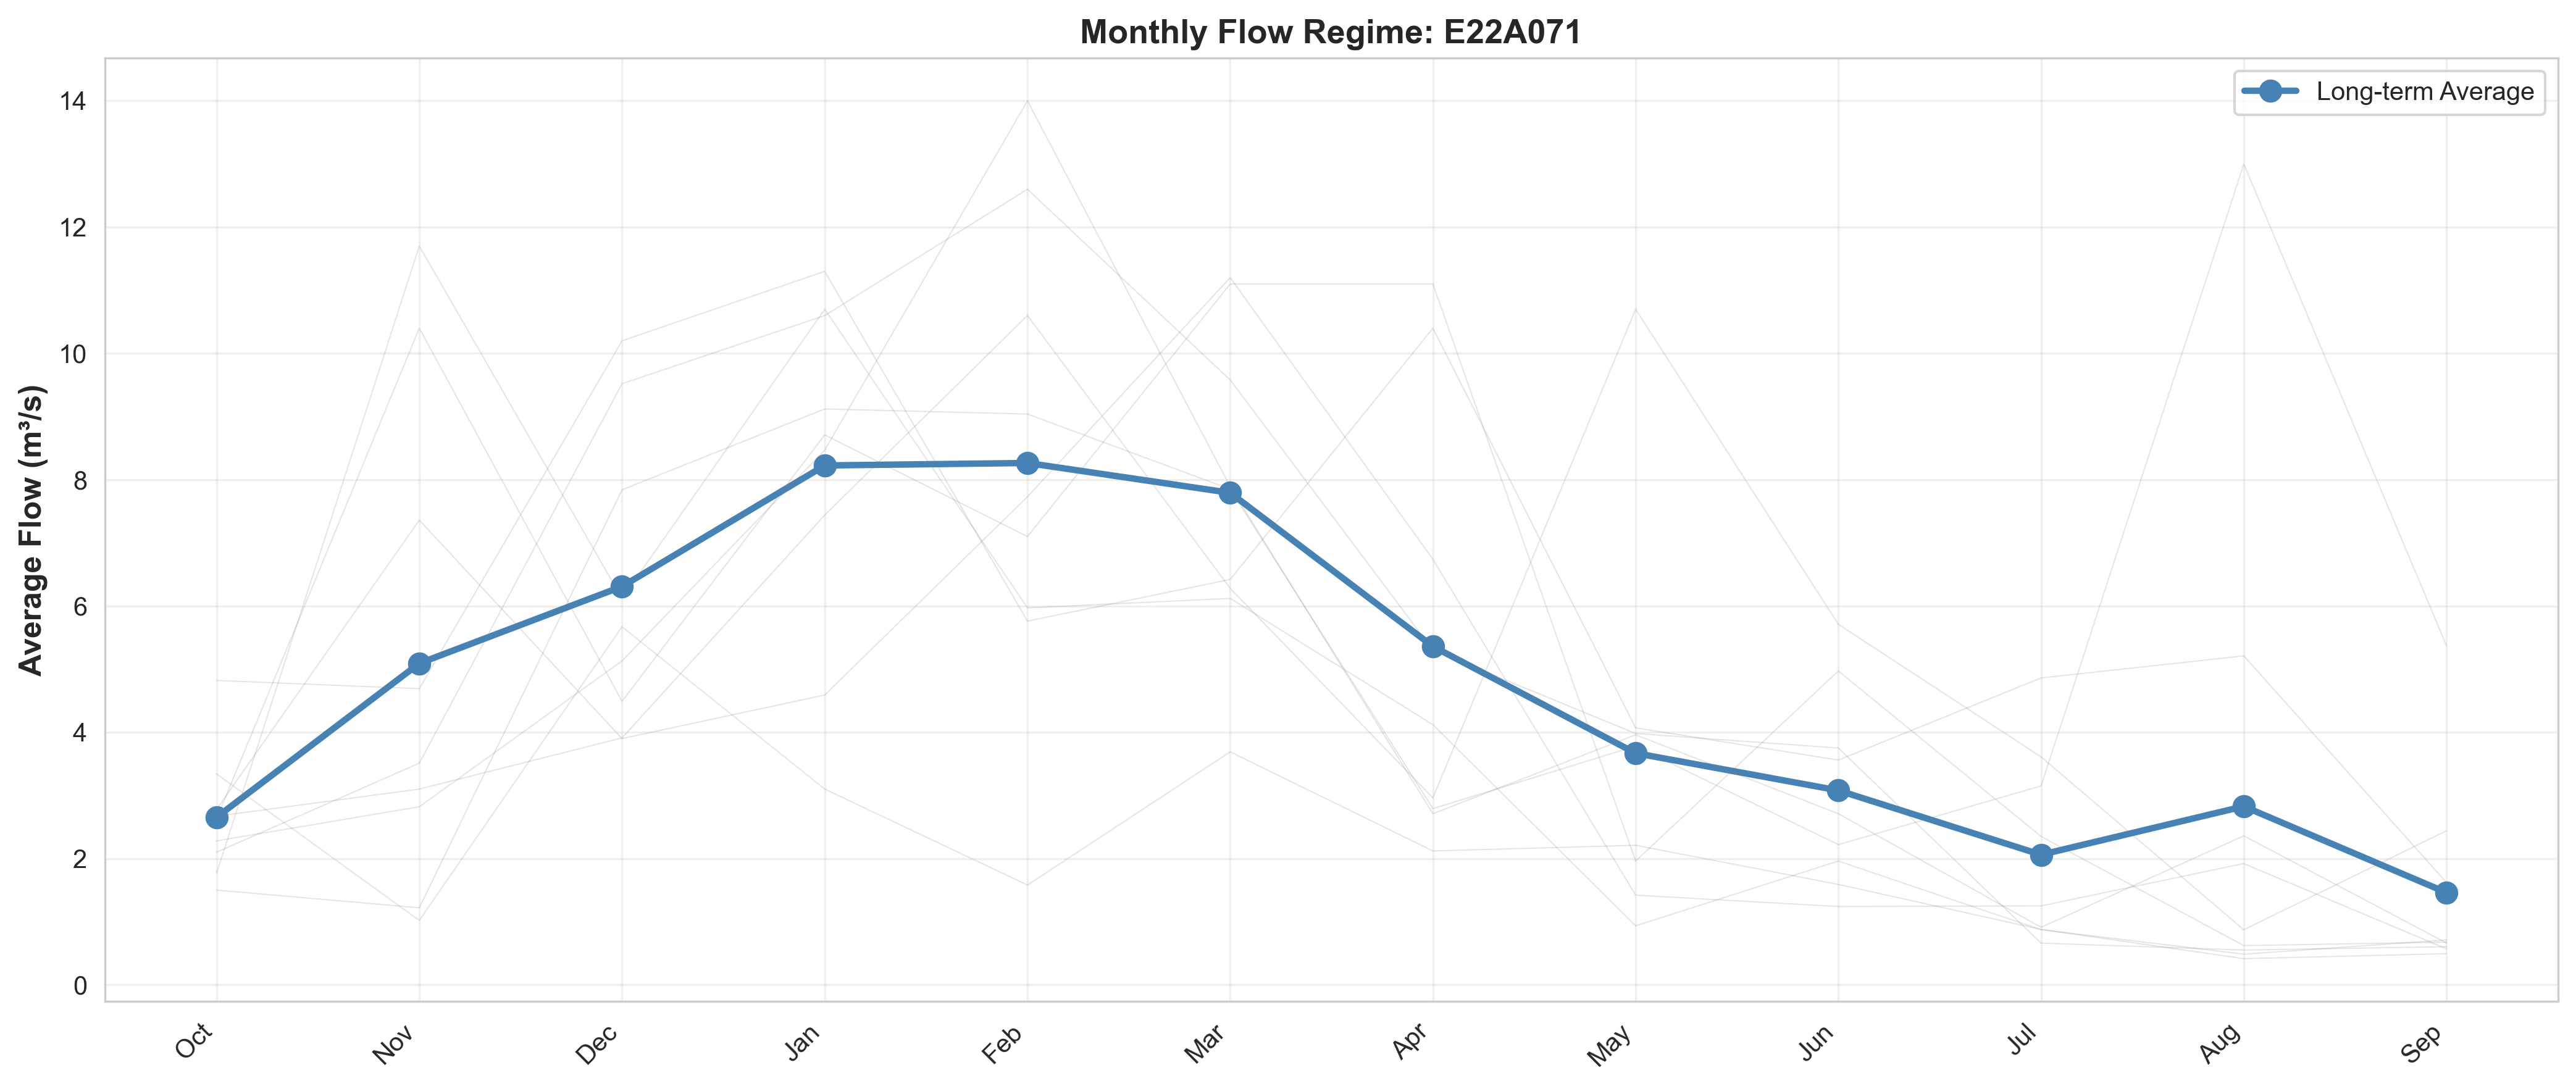 Monthly Flow Regime: E22A071
Long-term Average
Average Flow (m³/s)
14
12
10
8
6
4
2
0
Oct
Nov
Dec
Jan
Feb
Mar
Apr
May
Jun
Jul
Aug
Sep